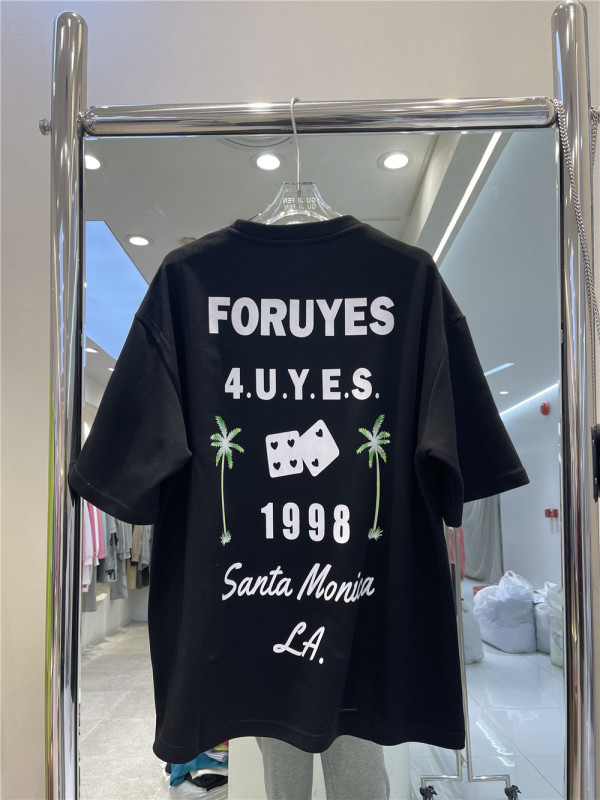 FORUYES
4.U.Y.E.S.
1998
Santa Monica
LA.